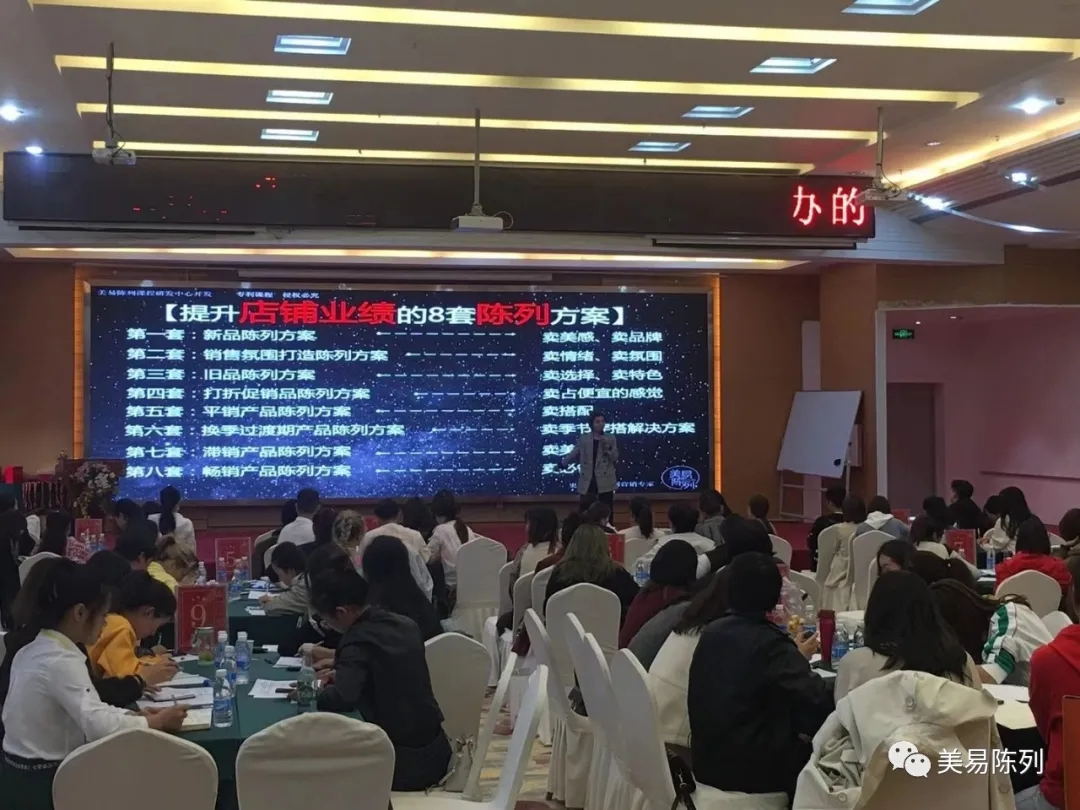 办的
美易陈列课程研发中心开发 专利课程 侵权必究
【提升店铺业绩的8套陈列方案】
第一套：新品陈列方案 卖美感、卖品牌
第二套：销售氛围打造陈列方案 卖情绪、卖氛围
第三套：旧品陈列方案 卖选择、卖特色
第四套：打折促销品陈列方案 卖占便宜的感觉
第五套：平销产品陈列方案 卖搭配
第六套：换季过渡期产品陈列方案 卖季节 搭解决方案
第七套：滞销产品陈列方案 卖美
第八套：畅销产品陈列方案 卖
营销专家
9
美易陈列